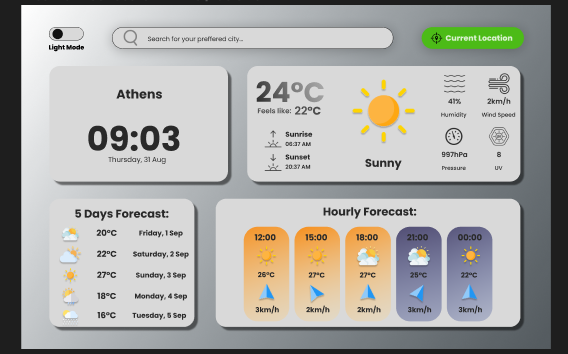 Light Mode
Search for your preffered city...
Current Location
Athens
09:03
Thursday, 31 Aug
24°C
Feels like: 22°C
Sunrise
06:37 AM
Sunset
20:37 AM
Sunny
41%
Humidity
2km/h
Wind Speed
997hPa
Pressure
8
UV
5 Days Forecast:
20°C Friday, 1 Sep
22°C Saturday, 2 Sep
27°C Sunday, 3 Sep
18°C Monday, 4 Sep
16°C Tuesday, 5 Sep
Hourly Forecast:
12:00 15:00 18:00 21:00 00:00
26°C 27°C 27°C 25°C 22°C
3km/h 2km/h 2km/h 3km/h 3km/h